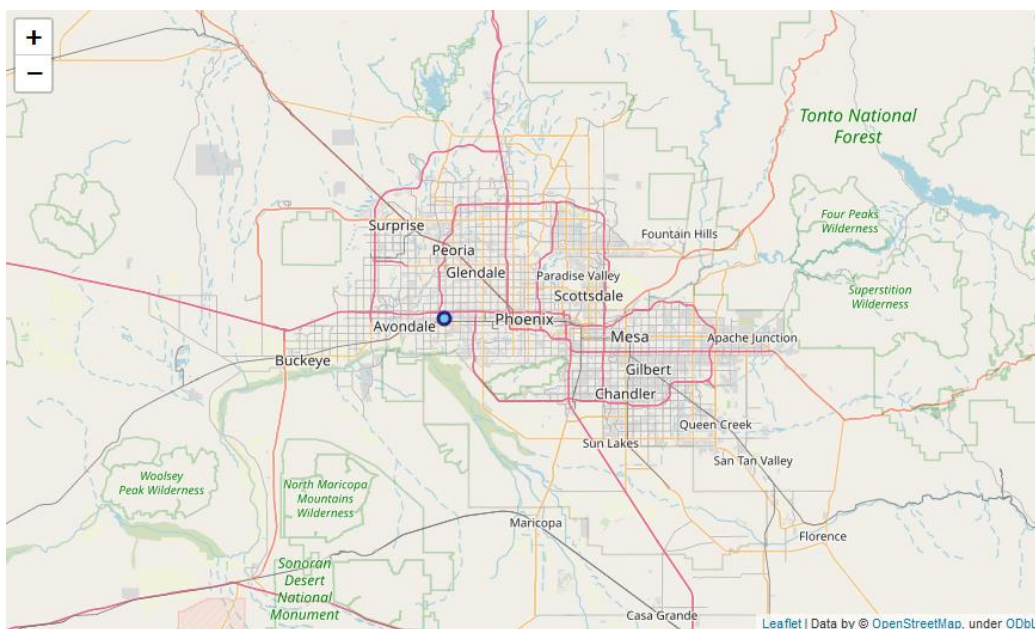 +
−
Tonto National
Forest
Four Peaks
Wilderness
Fountain Hills
Surprise
Peoria
Glendale
Paradise Valley
Scottsdale
Superstition
Wilderness
Avondale
Phoenix
Mesa
Apache Junction
Buckeye
Gilbert
Chandler
Queen Creek
Sun Lakes
San Tan Valley
Woolsey
Peak Wilderness
North Maricopa
Mountains
Wilderness
Maricopa
Florence
Sonoran
Desert
National
Monument
Casa Grande
Leaflet | Data by © OpenStreetMap, under ODbL